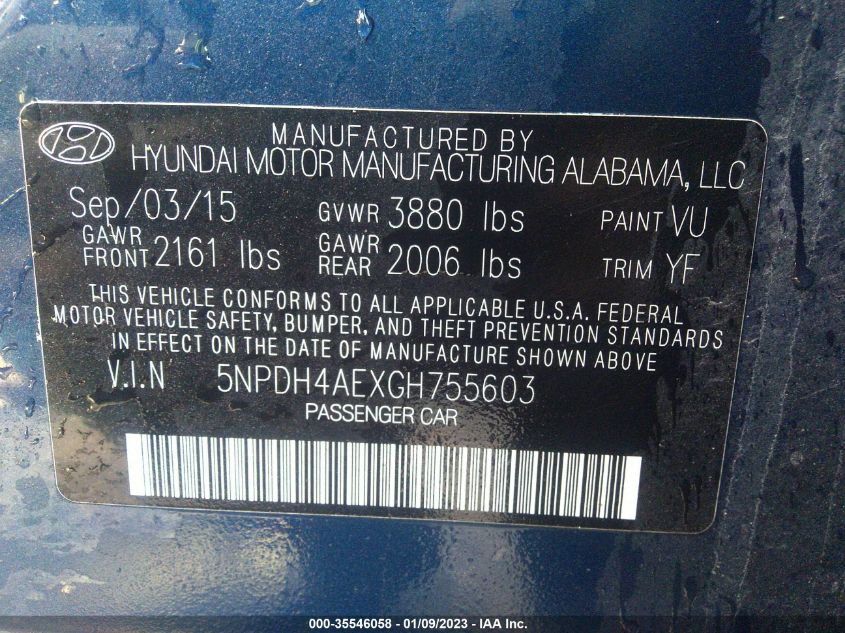 MANUFACTURED BY
HYUNDAI MOTOR MANUFACTURING ALABAMA, LLC
Sep/03/15 GVWR 3880 lbs PAINT VU
GAWR FRONT 2161 lbs GAWR REAR 2006 lbs TRIM YF
THIS VEHICLE CONFORMS TO ALL APPLICABLE U.S.A. FEDERAL
MOTOR VEHICLE SAFETY, BUMPER, AND THEFT PREVENTION STANDARDS
IN EFFECT ON THE DATE OF MANUFACTURE SHOWN ABOVE
V.I.N 5NPDH4AEXGH755603
PASSENGER CAR
000-35546058 - 01/09/2023 - IAA Inc.